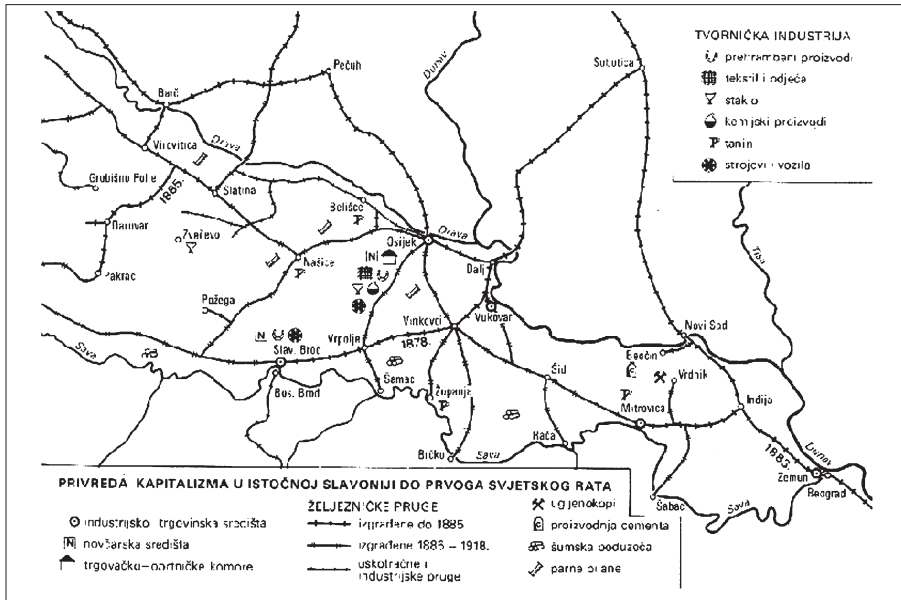 TVORNIČKA INDUSTRIJA
prehrambeni proizvodi
tekstil i odjeća
staklo
kemijski proizvodi
tanin
strojevi i vozila
Pečuh
Dunav
Subotica
Barč
Virovitica
Drava
Grubišno Polje
1885.
Slatina
Daruvar
Zvečevo
Belišće
Osijek
Drava
Našice
N
Dalj
Tisa
Pakrac
Požega
Vukovar
Vinkovci
Vrpolje
1878.
N
Slav. Brod
Sava
Bos. Brod
Šamac
Županja
Šid
Novi Sad
Beočin
Vrdnik
Mitrovica
Inđija
Rača
Brčko
Sava
1883.
Dunav
Zemun
Beograd
Šabac
Sava
PRIVREDA KAPITALIZMA U ISTOČNOJ SLAVONIJI DO PRVOGA SVJETSKOG RATA
industrijsko-trgovinska središta
N novčarska središta
trgovačko-obrtničke komore
ŽELJEZNIČKE PRUGE
izgrađene do 1885
izgrađene 1885 – 1918.
uskotračne i
industrijske pruge
ugljenokopi
proizvodnja cementa
šumska poduzeća
parne pilane